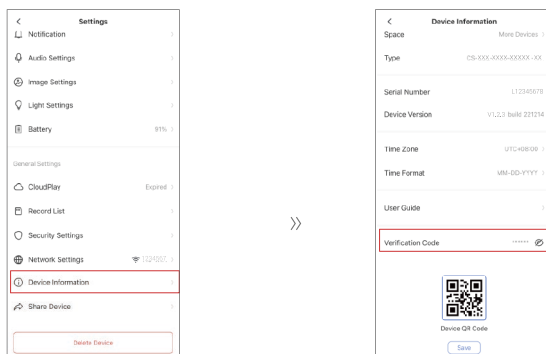 Settings
Notification
Audio Settings
Image Settings
Light Settings
Battery 91%
General Settings
CloudPlay Expired
Record List
Security Settings
Network Settings
Device Information
Share Device
Delete Device
Device Information
Space More Devices
Type CS-XXX-XXXX-XXXXX -XX
Serial Number L12345678
Device Version V1.2.3 build 221214
Time Zone UTC+08:00
Time Format MM-DD-YYYY
User Guide
Verification Code ******
Device QR Code
Save